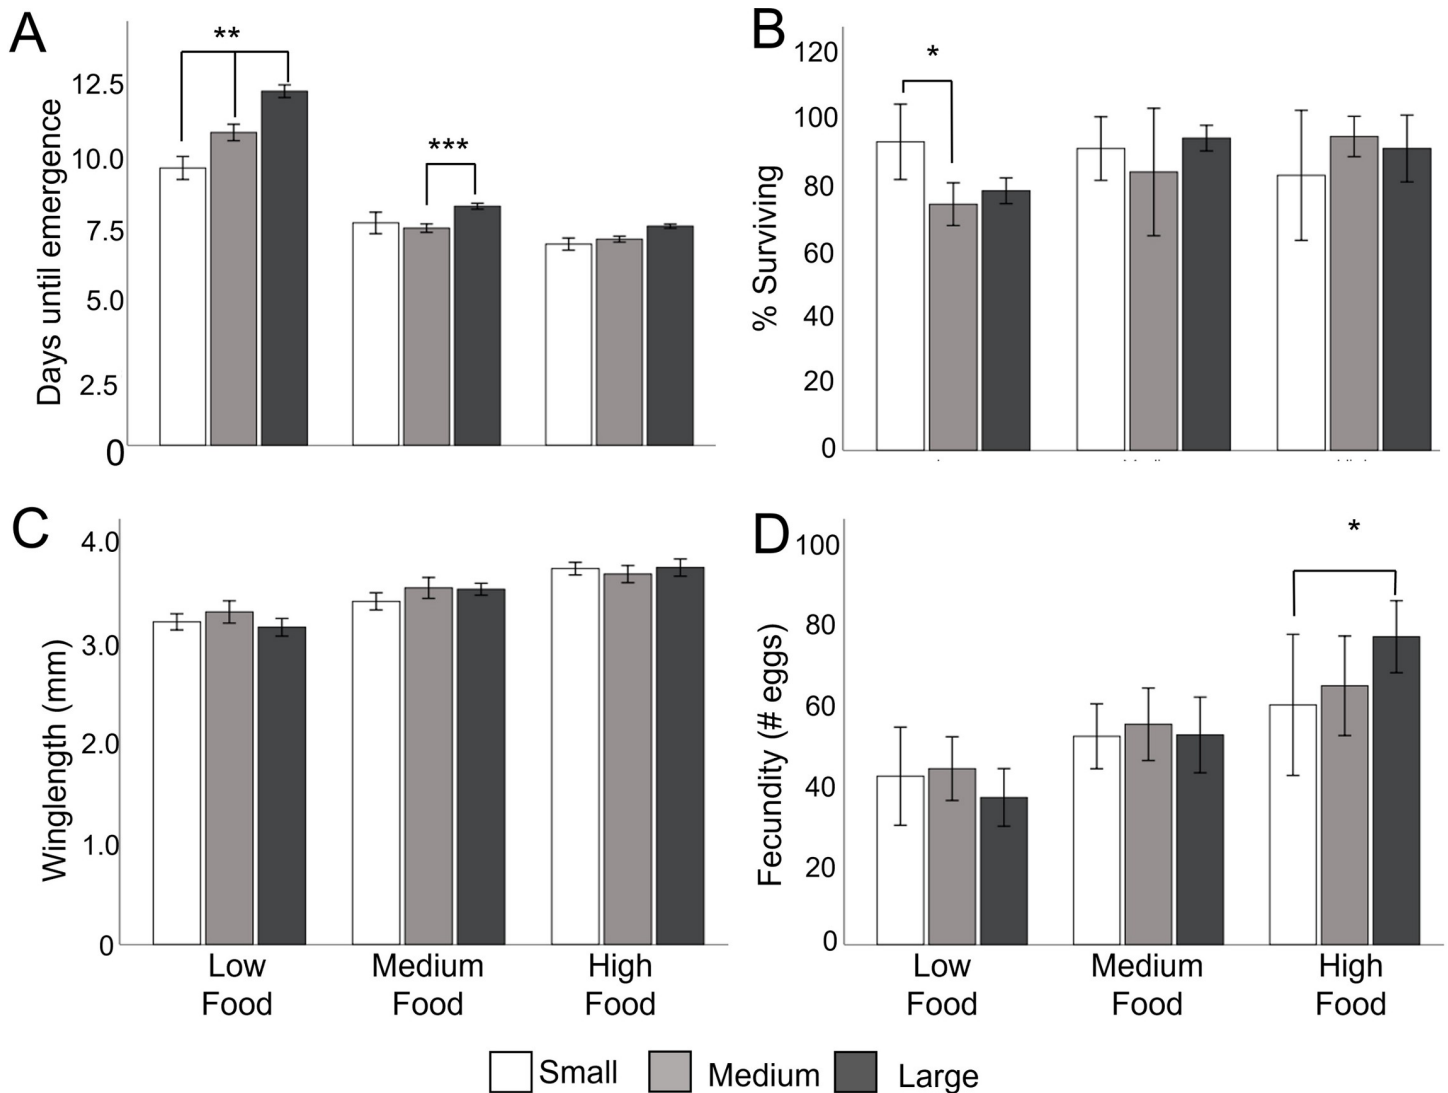 A
**
12.5
10.0
7.5
5.0
2.5
0
Days until emergence
***
B
*
120
100
80
60
40
20
0
% Surviving
C
4.0
3.0
2.0
1.0
0
Winglength (mm)
Low
Food
Medium
Food
High
Food
D
*
100
80
60
40
20
0
Fecundity (# eggs)
Low
Food
Medium
Food
High
Food
Small
Medium
Large